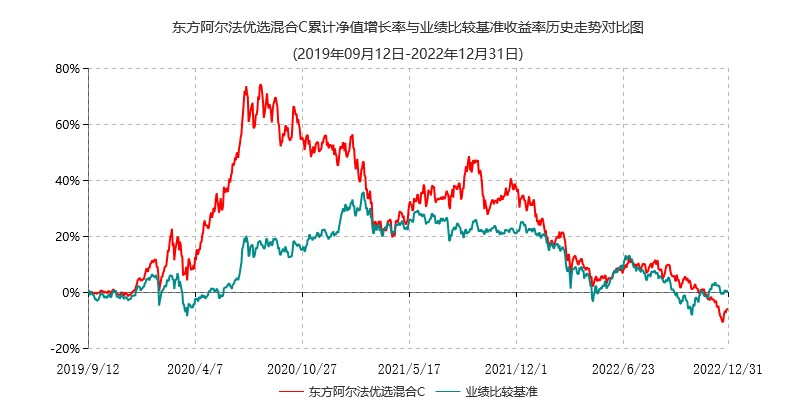 东方阿尔法优选混合C累计净值增长率与业绩比较基准收益率历史走势对比图
(2019年09月12日-2022年12月31日)
80%
60%
40%
20%
0%
-20%
2019/9/12 2020/4/7 2020/10/27 2021/5/17 2021/12/1 2022/6/23 2022/12/31
东方阿尔法优选混合C 业绩比较基准